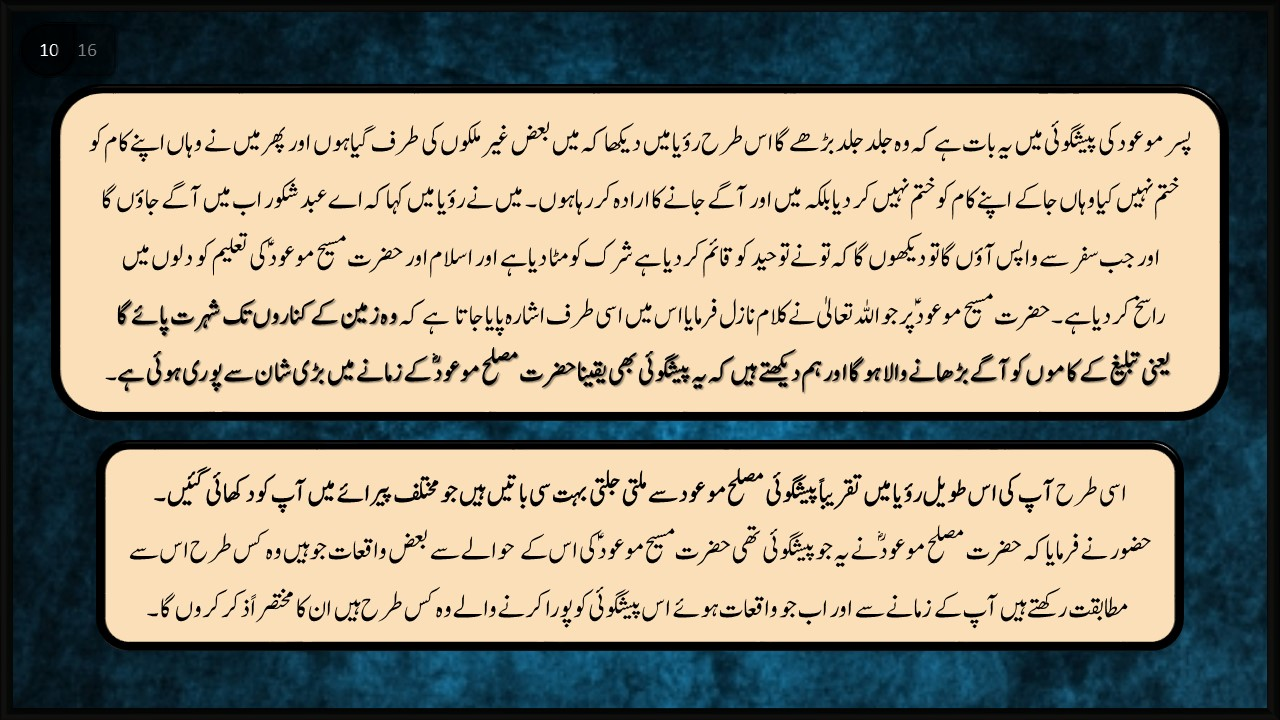 10 16
پسر موعود کی پیشگوئی میں یہ بات ہے کہ وہ جلد جلد بڑھے گا اس طرح رؤیا میں دیکھا کہ میں بعض غیر ملکوں کی طرف گیا ہوں اور پھر میں نے وہاں اپنے کام کو
ختم نہیں کیا وہاں جا کے اپنے کام کو ختم نہیں کر دیا بلکہ میں اور آگے جانے کا ارادہ کر رہا ہوں۔ میں نے رؤیا میں کہا کہ اے عبد شکور اب میں آگے جاؤں گا
اور جب سفر سے واپس آؤں گا تو دیکھوں گا کہ تو نے توحید کو قائم کر دیا ہے شرک کو مٹا دیا ہے اور اسلام اور حضرت مسیح موعودؑ کی تعلیم کو دلوں میں
راسخ کر دیا ہے۔ حضرت مسیح موعودؑ پر جو اللہ تعالیٰ نے کلام نازل فرمایا اس میں اسی طرف اشارہ پایا جاتا ہے کہ وہ زمین کے کناروں تک شہرت پائے گا
یعنی تبلیغ کے کاموں کو آگے بڑھانے والا ہو گا اور ہم دیکھتے ہیں کہ یہ پیشگوئی بھی یقینا حضرت مصلح موعودؓ کے زمانے میں بڑی شان سے پوری ہوئی ہے۔
اسی طرح آپ کی اس طویل رؤیا میں تقریباً پیشگوئی مصلح موعود سے ملتی جلتی بہت سی باتیں ہیں جو مختلف پیرائے میں آپ کو دکھائی گئیں۔
حضور نے فرمایا کہ حضرت مصلح موعودؓ نے یہ جو پیشگوئی تھی حضرت مسیح موعودؑ کی اس کے حوالے سے بعض واقعات جو ہیں وہ کس طرح اس سے
مطابقت رکھتے ہیں آپ کے زمانے سے اور اب جو واقعات ہوئے اس پیشگوئی کو پورا کرنے والے وہ کس طرح ہیں ان کا مختصراً ذکر کروں گا۔